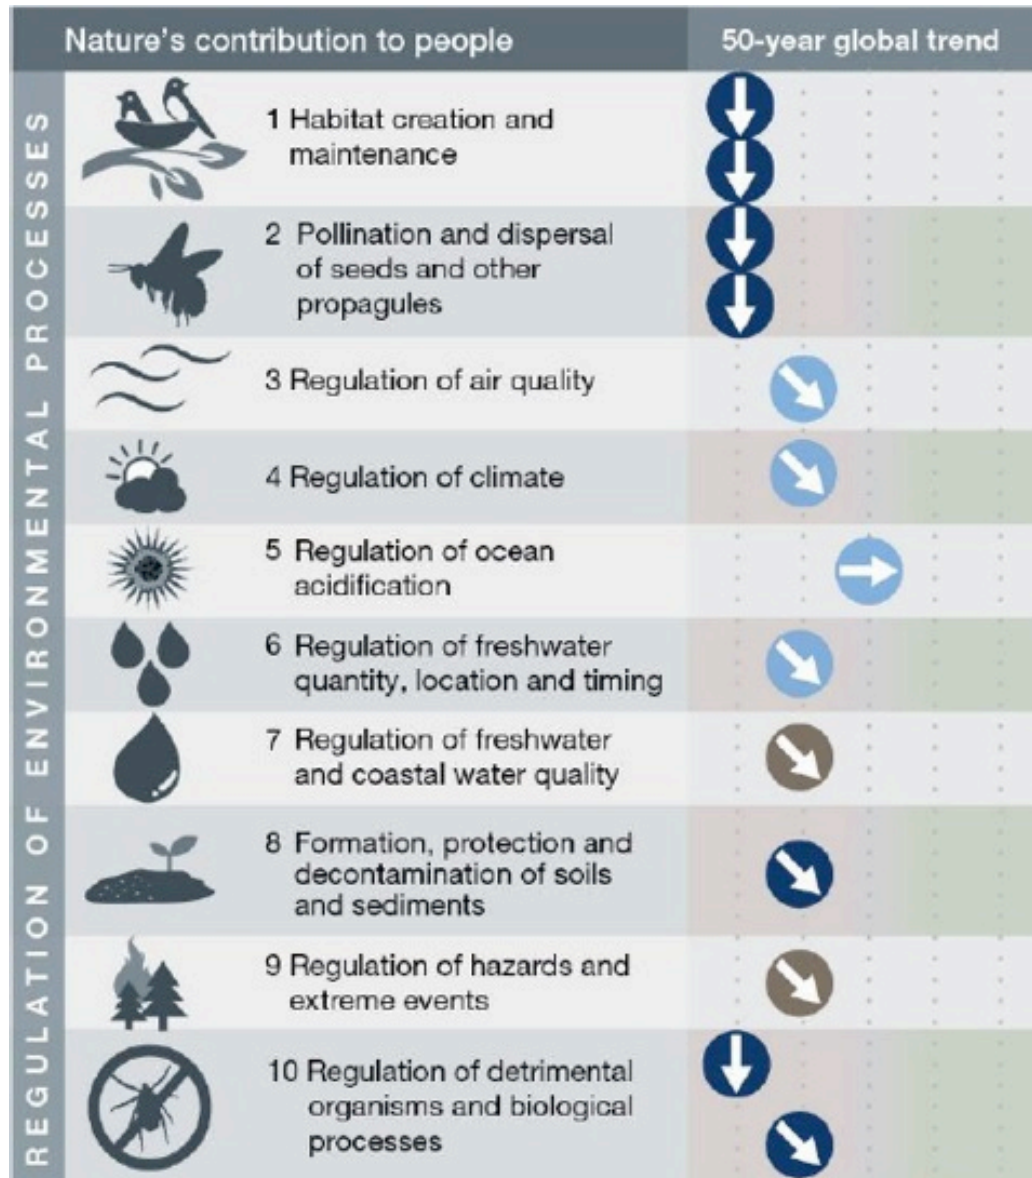 Nature's contribution to people
50-year global trend
REGULATION OF ENVIRONMENTAL PROCESSES
1 Habitat creation and
maintenance
2 Pollination and dispersal
of seeds and other
propagules
3 Regulation of air quality
4 Regulation of climate
5 Regulation of ocean
acidification
6 Regulation of freshwater
quantity, location and timing
7 Regulation of freshwater
and coastal water quality
8 Formation, protection and
decontamination of soils
and sediments
9 Regulation of hazards and
extreme events
10 Regulation of detrimental
organisms and biological
processes